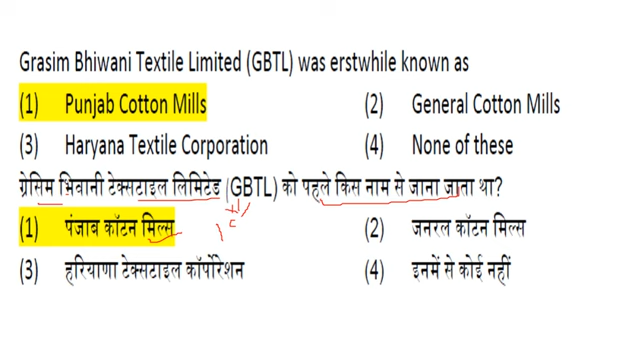 Grasim Bhiwani Textile Limited (GBTL) was erstwhile known as
(1) Punjab Cotton Mills (2) General Cotton Mills
(3) Haryana Textile Corporation (4) None of these
ग्रेसिम भिवानी टेक्सटाइल लिमिटेड (GBTL) को पहले किस नाम से जाना जाता था?
(1) पंजाब कॉटन मिल्स (2) जनरल कॉटन मिल्स
(3) हरियाणा टेक्सटाइल कॉर्पोरेशन (4) इनमें से कोई नहीं